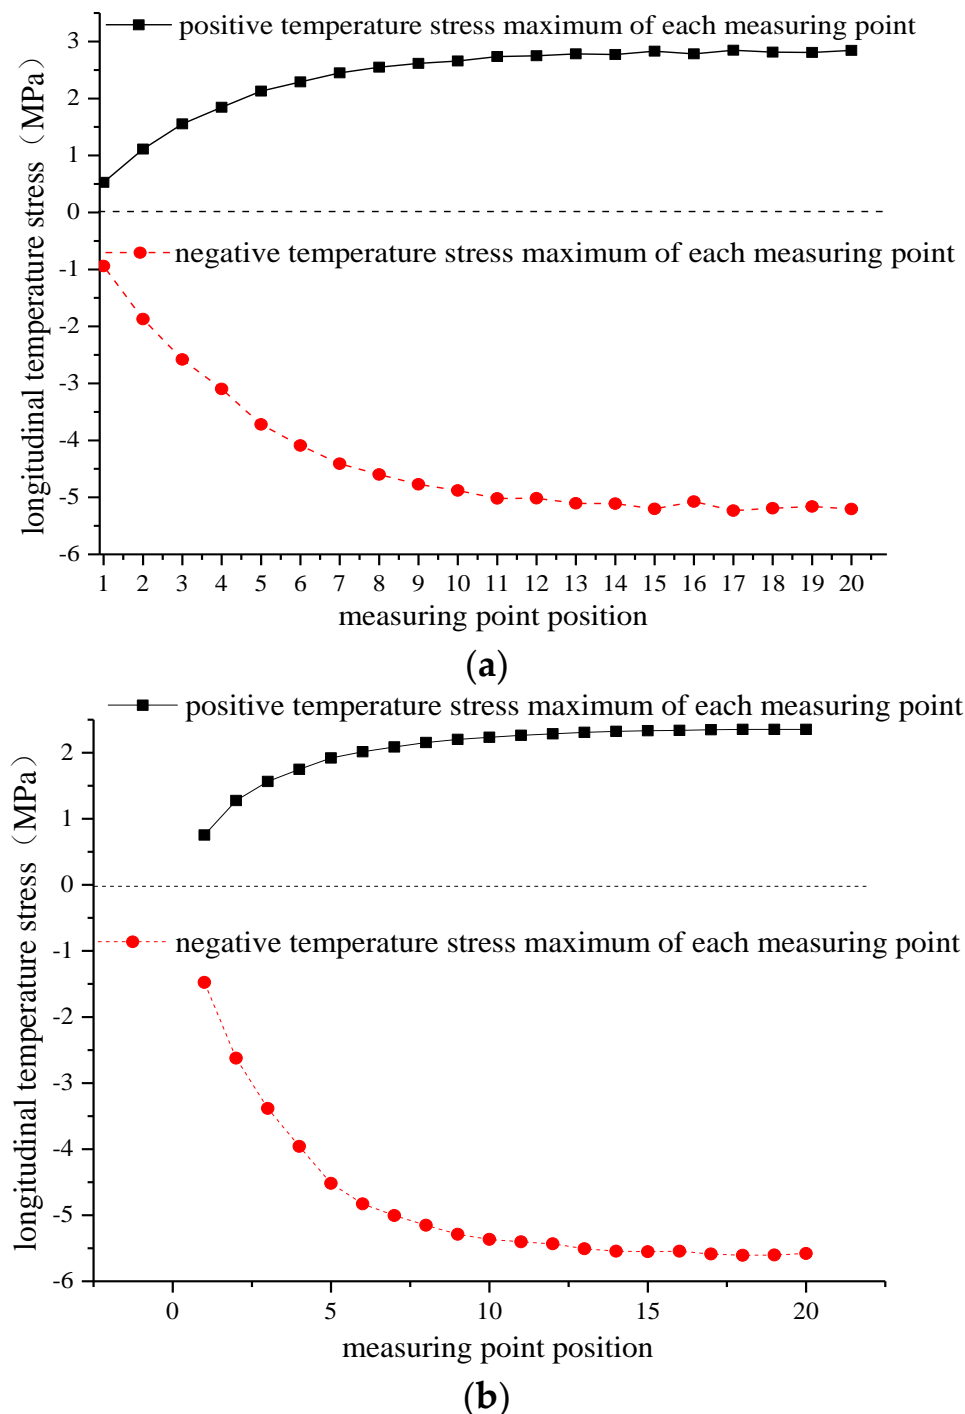 positive temperature stress maximum of each measuring point
3
2
1
0
negative temperature stress maximum of each measuring point
-1
-2
-3
-4
-5
-6
longitudinal temperature stress（MPa）
1 2 3 4 5 6 7 8 9 10 11 12 13 14 15 16 17 18 19 20
measuring point position
(a)
positive temperature stress maximum of each measuring point
2
1
0
negative temperature stress maximum of each measuring point
-1
-2
-3
-4
-5
-6
longitudinal temperature stress（MPa）
0 5 10 15 20
measuring point position
(b)